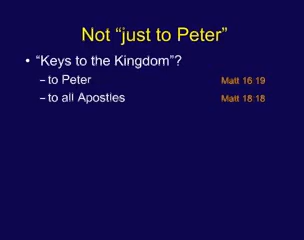 Not “just to Peter”
• “Keys to the Kingdom”?
– to Peter Matt 16:19
– to all Apostles Matt 18:18